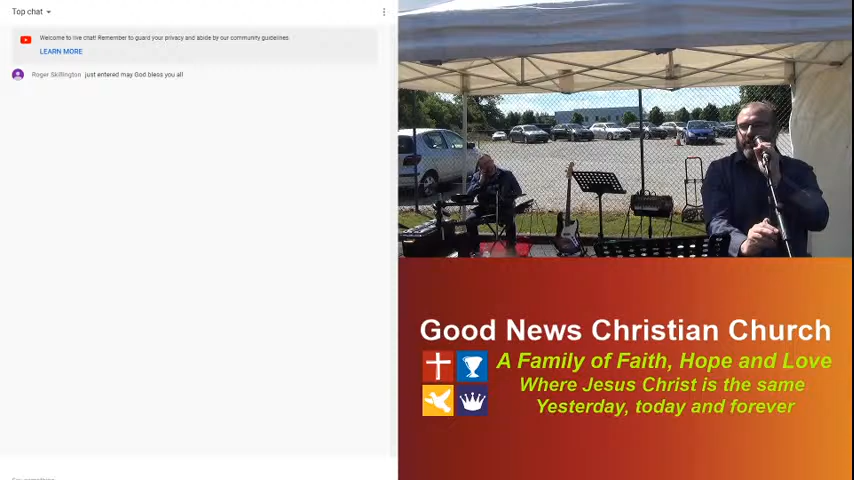 Top chat
Welcome to live chat! Remember to guard your privacy and abide by our community guidelines.
LEARN MORE
Roger Skillington just entered may God bless you all!
Good News Christian Church
A Family of Faith, Hope and Love
Where Jesus Christ is the same
Yesterday, today and forever